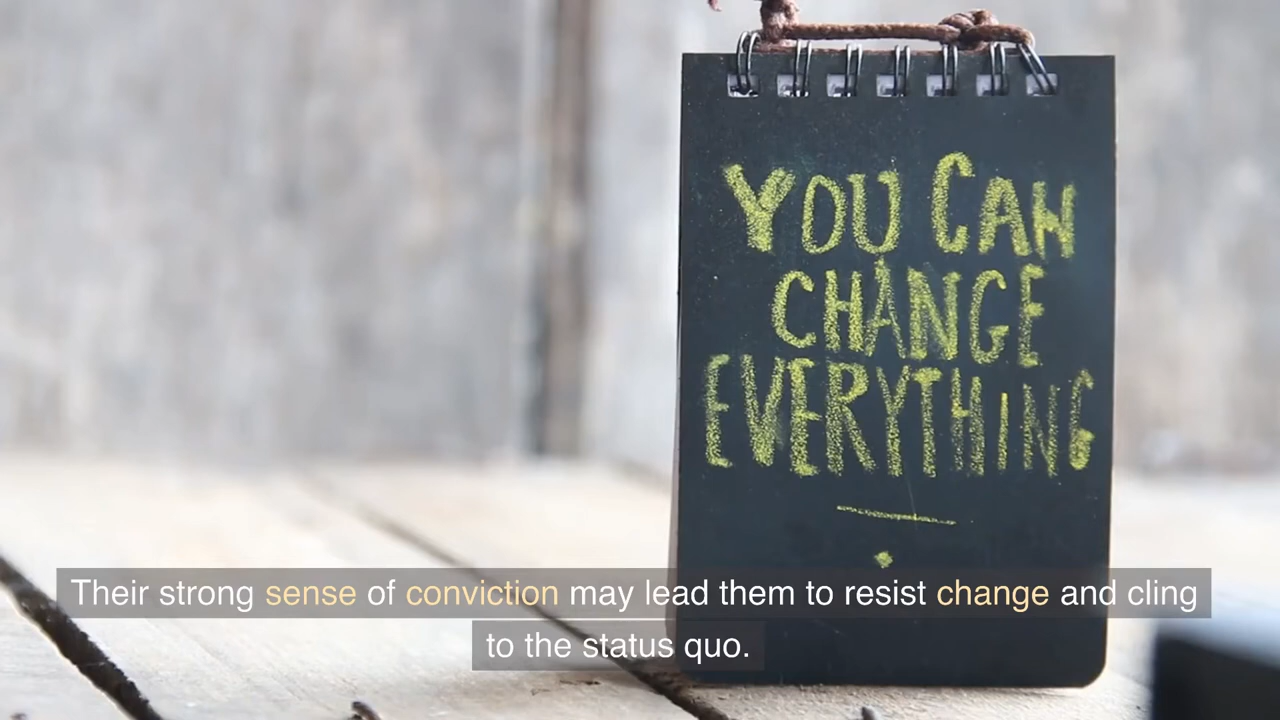 YOU CAN
CHANGE
EVERYTHING
Their strong sense of conviction may lead them to resist change and cling
to the status quo.